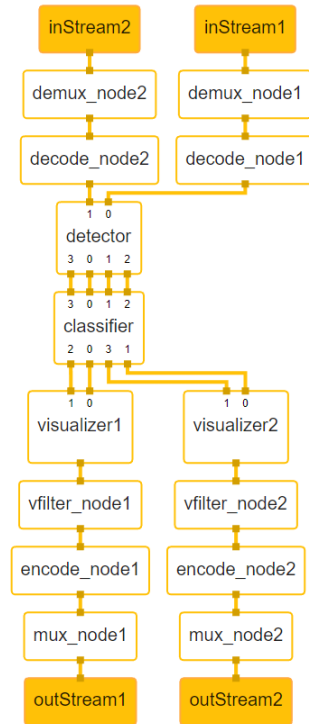 inStream2 inStream1
demux_node2 demux_node1
decode_node2 decode_node1
1 0
detector
3 0 1 2
3 0 1 2
classifier
2 0 3 1
1 0 1 0
visualizer1 visualizer2
vfilter_node1 vfilter_node2
encode_node1 encode_node2
mux_node1 mux_node2
outStream1 outStream2